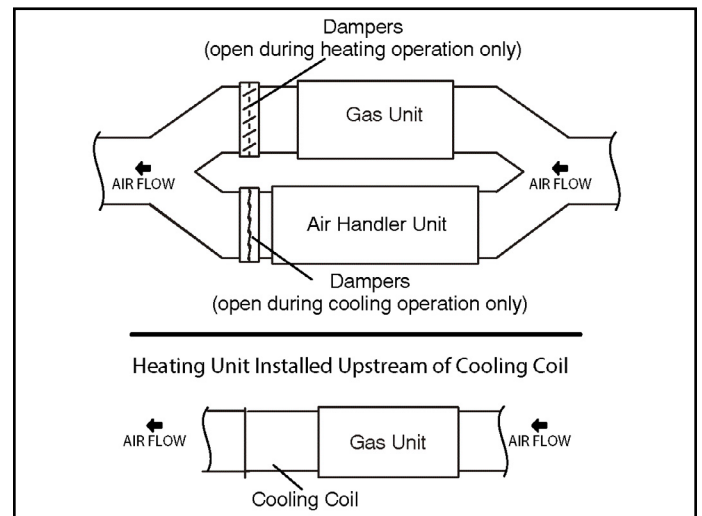 Dampers
(open during heating operation only)
Gas Unit
AIR FLOW
AIR FLOW
Air Handler Unit
Dampers
(open during cooling operation only)
Heating Unit Installed Upstream of Cooling Coil
AIR FLOW
Gas Unit
AIR FLOW
Cooling Coil